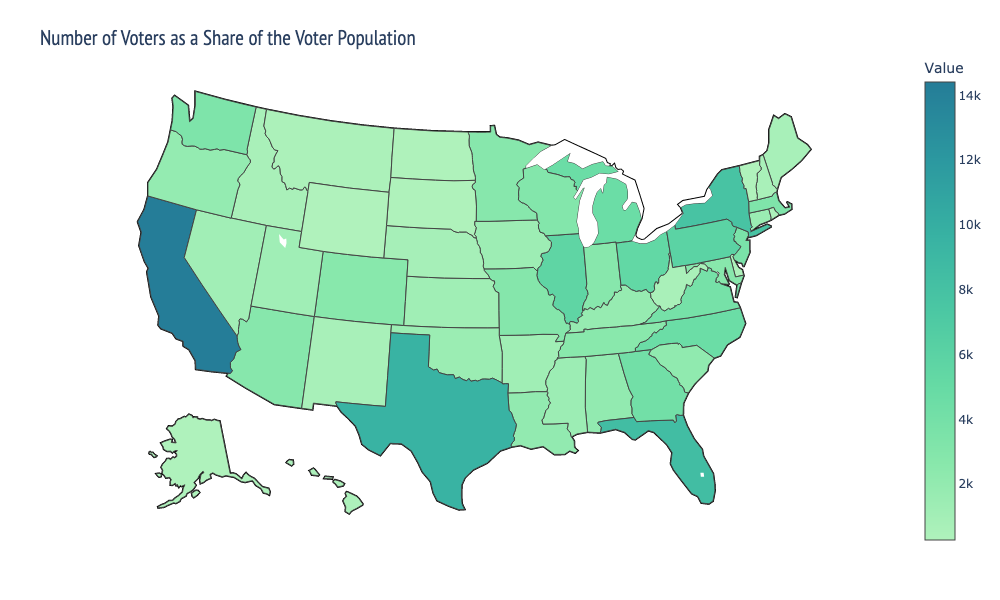 Number of Voters as a Share of the Voter Population
Value
14k
12k
10k
8k
6k
4k
2k